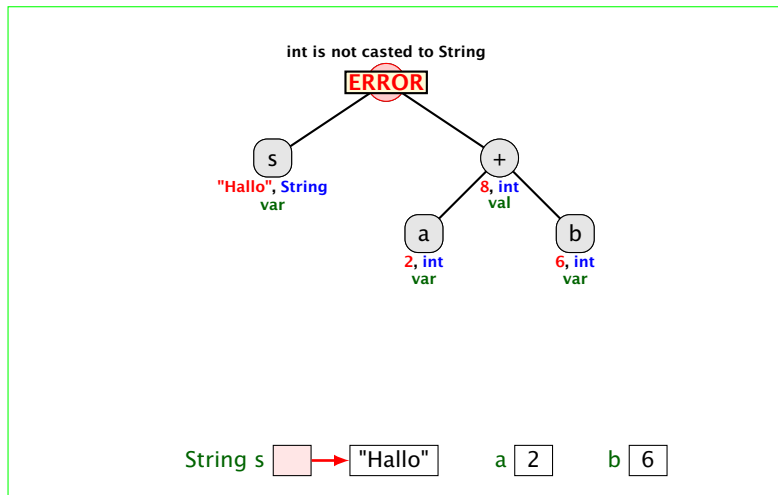 int is not casted to String
ERROR
s
+
"Hallo", String
8, int
var
val
a
b
2, int
6, int
var
var
String s "Hallo" a 2 b 6